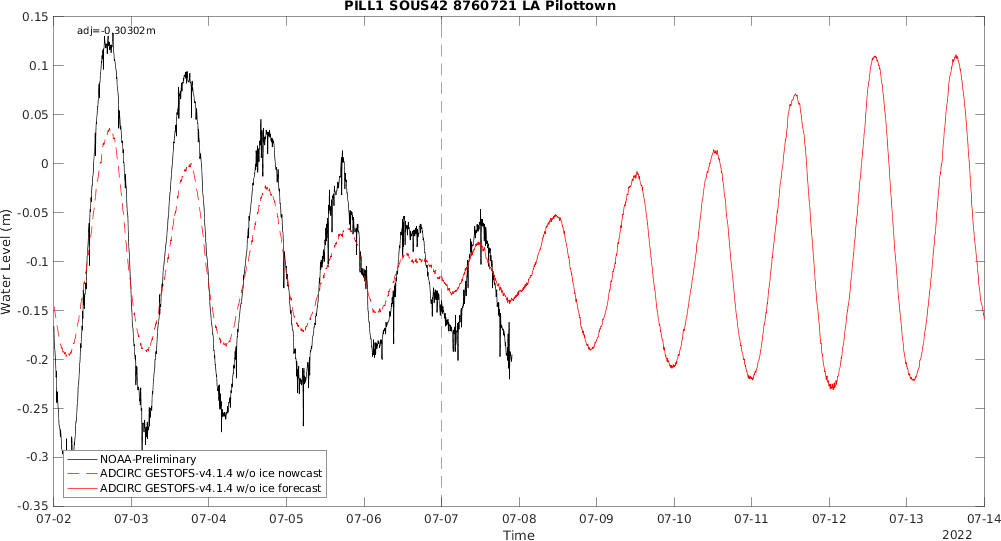 PILL1 SOUS42 8760721 LA Pilottown
adj=-0.30302m
0.15
0.1
0.05
0
-0.05
-0.1
-0.15
-0.2
-0.25
-0.3
-0.35
Water Level (m)
NOAA-Preliminary
ADCIRC GESTOFS-v4.1.4 w/o ice nowcast
ADCIRC GESTOFS-v4.1.4 w/o ice forecast
07-02 07-03 07-04 07-05 07-06 07-07 07-08 07-09 07-10 07-11 07-12 07-13 07-14
Time
2022